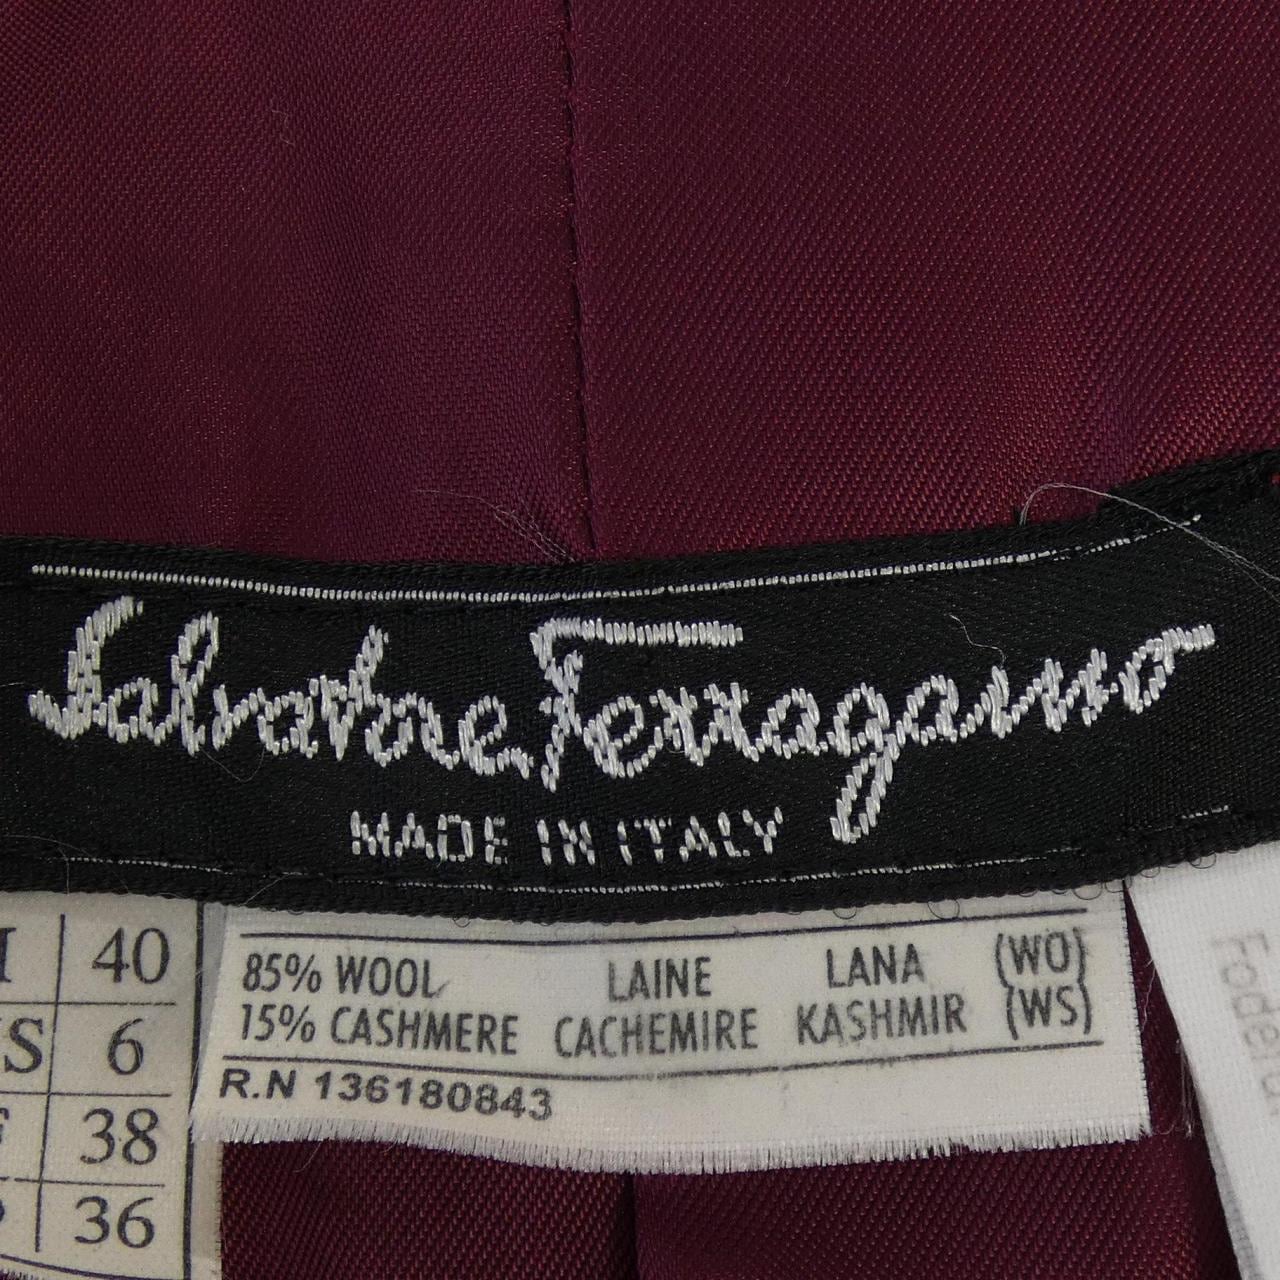 Salvatore Ferragamo
MADE IN ITALY
40
6
38
36
85% WOOL LAINE LANA (WO)
15% CASHMERE CACHEMIRE KASHMIR (WS)
R.N 136180843